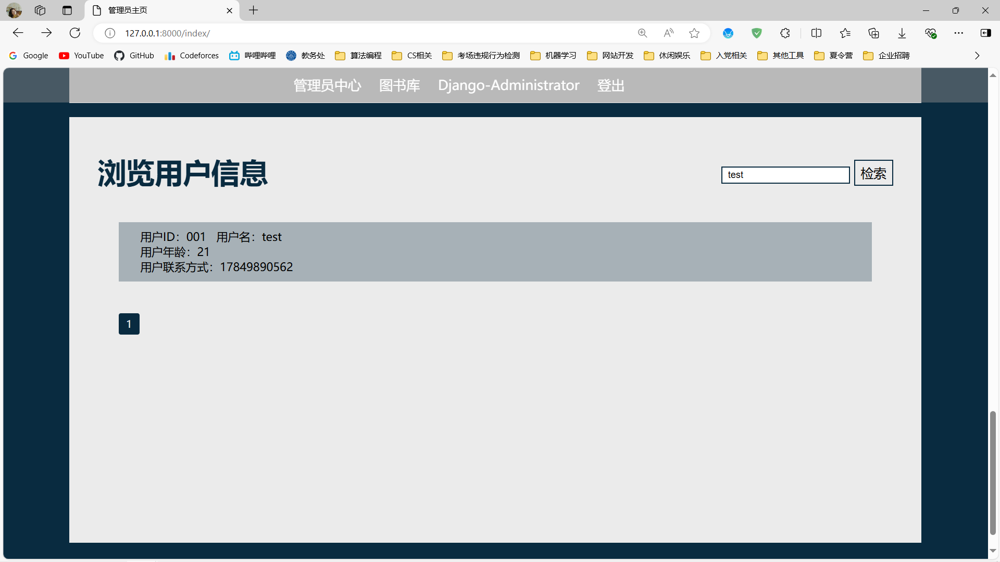 管理员主页
127.0.0.1:8000/index/
Google YouTube GitHub Codeforces 哔哩哔哩 教务处 算法编程 CS相关 考场违规行为检测 机器学习 网站开发 休闲娱乐 入党相关 其他工具 夏令营 企业招聘
管理员中心 图书库 Django-Administrator 登出
浏览用户信息
test 检索
用户ID：001 用户名：test
用户年龄：21
用户联系方式：17849890562
1